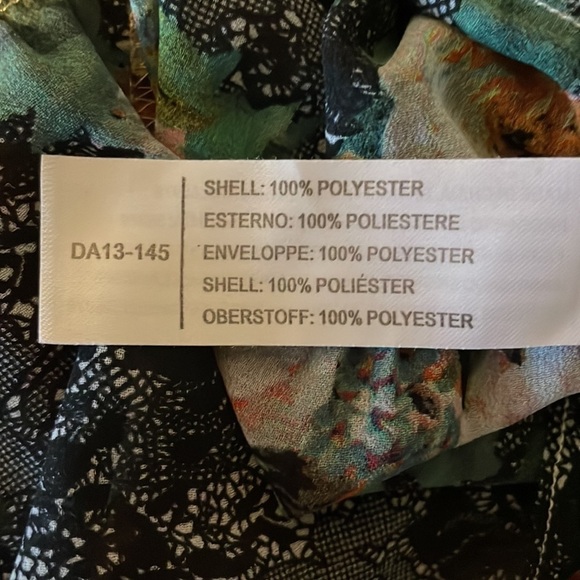 DA13-145
SHELL: 100% POLYESTER
ESTERNO: 100% POLIESTERE
ENVELOPPE: 100% POLYESTER
SHELL: 100% POLIÉSTER
OBERSTOFF: 100% POLYESTER